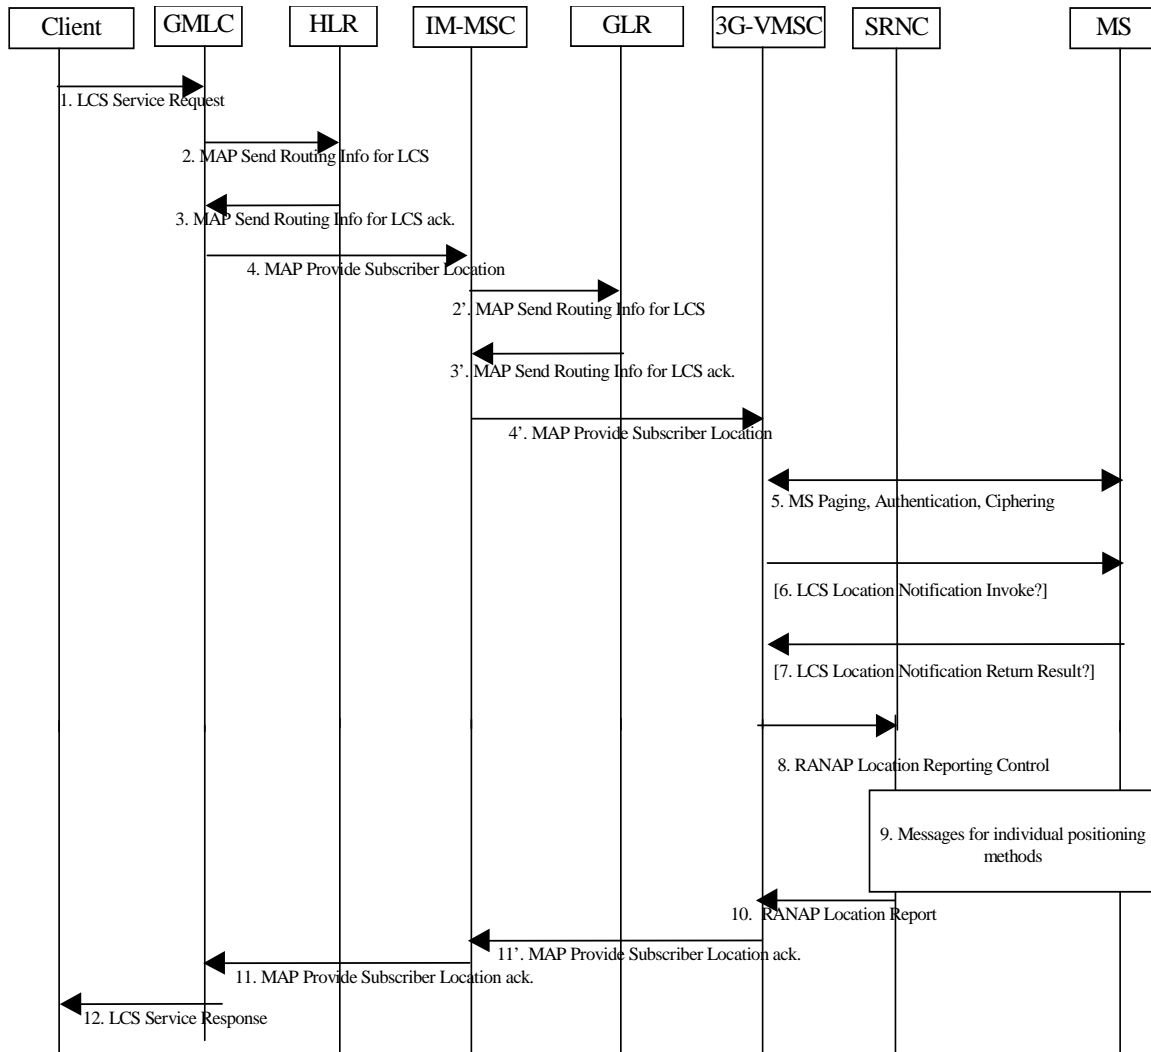 Client
GMLC
HLR
IM-MSC
GLR
3G-VMSC
SRNC
MS
1. LCS Service Request
2. MAP Send Routing Info for LCS
3. MAP Send Routing Info for LCS ack.
4. MAP Provide Subscriber Location
2’. MAP Send Routing Info for LCS
3’. MAP Send Routing Info for LCS ack.
4’. MAP Provide Subscriber Location
5. MS Paging, Authentication, Ciphering
[6. LCS Location Notification Invoke?]
[7. LCS Location Notification Return Result?]
8. RANAP Location Reporting Control
9. Messages for individual positioning
methods
10. RANAP Location Report
11’. MAP Provide Subscriber Location ack.
11. MAP Provide Subscriber Location ack.
12. LCS Service Response